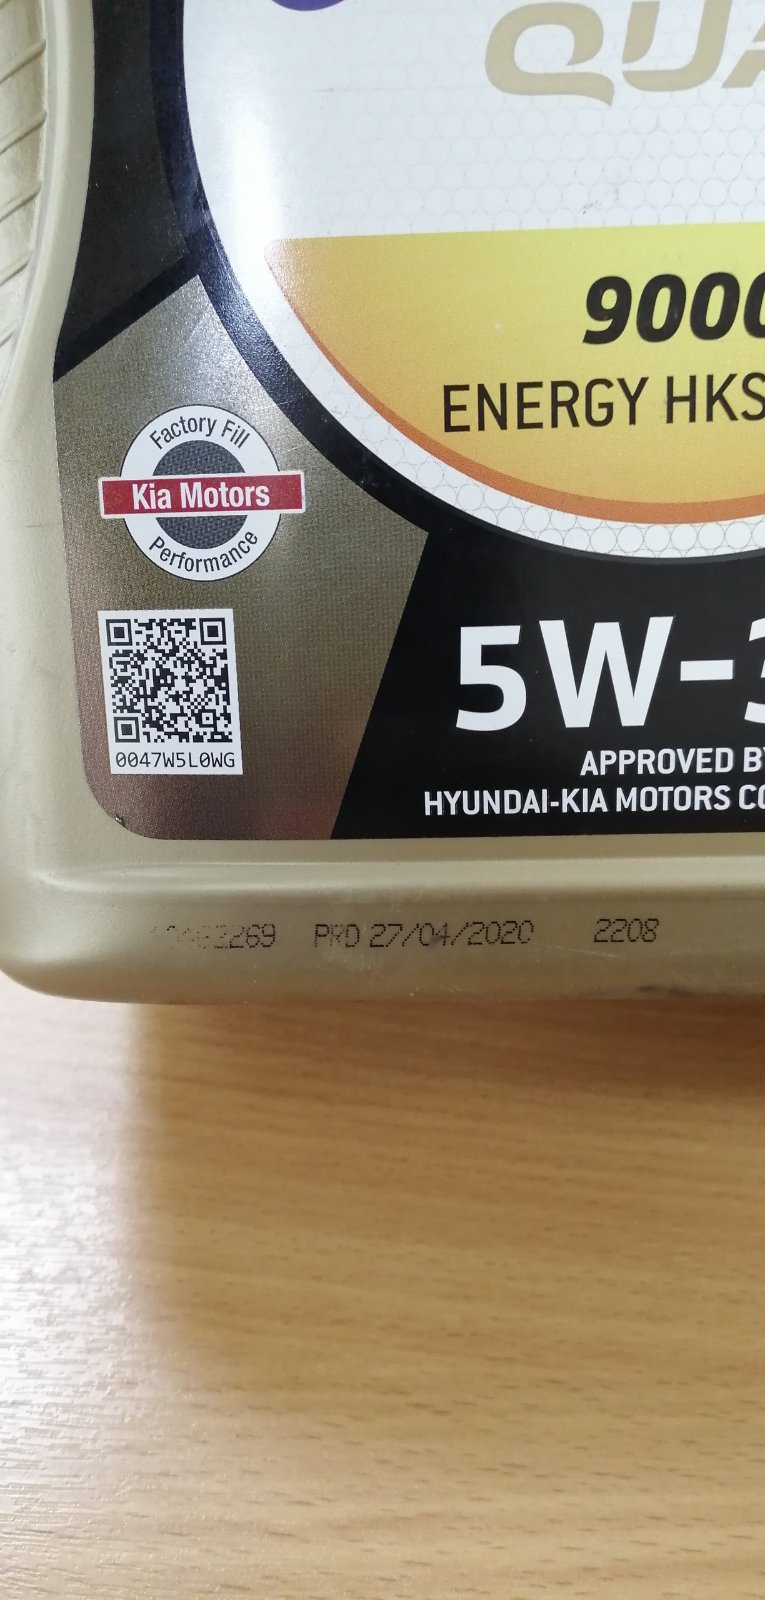 QUA
9000
ENERGY HKS
Factory Fill
Kia Motors
Performance
0047W5L0WG
5W-3
APPROVED BY
HYUNDAI-KIA MOTORS CO
PRD 27/04/2020 2208